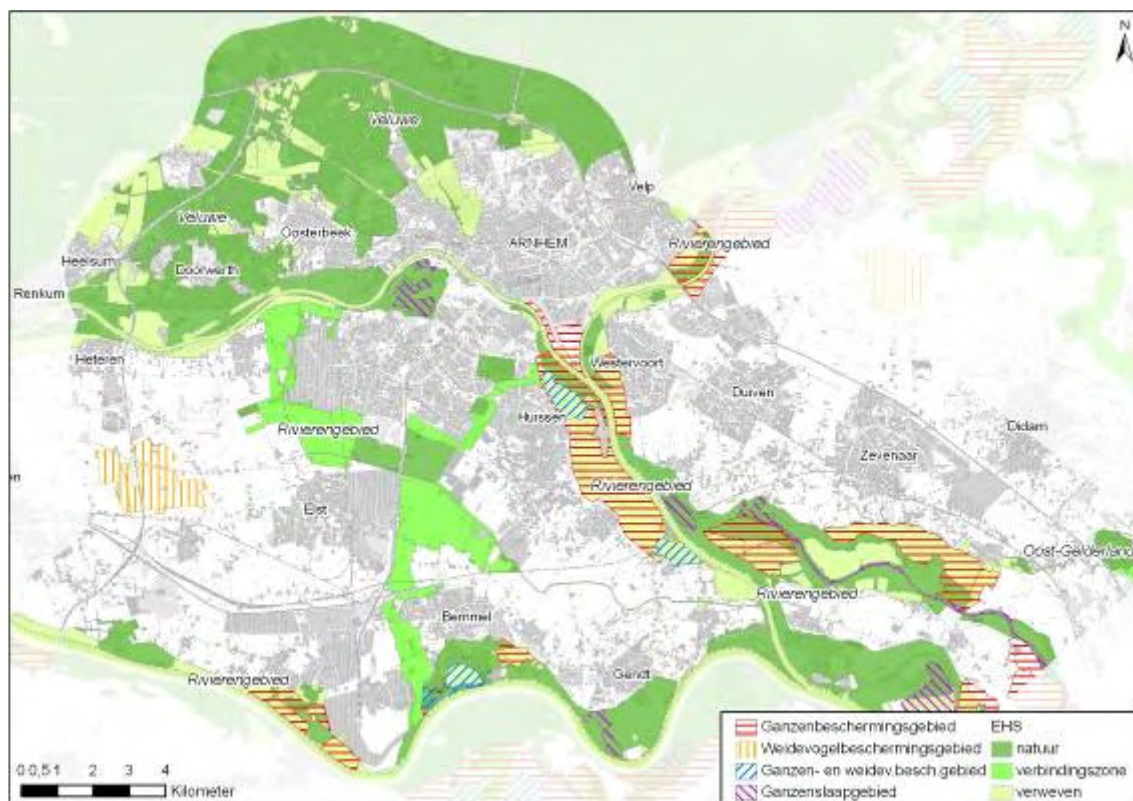 N
Veluwe
Velp
Veluwe
Oosterbeek
ARNHEM
Rivierengebied
Heelsum
Doorwerth
Renkum
Heteren
Westervoort
Duiven
Huissen
Rivierengebied
Didam
Zevenaar
en
Rivierengebied
Elst
Oost-Gelderland
Rivierengebied
Bemmel
Gendt
Rivierengebied
Ganzenbeschermingsgebied
Weidevogelbeschermingsgebied
Ganzen- en weidev.besch.gebied
Ganzenslaapgebied
EHS
natuur
verbindingszone
verweven
0 0,5 1 2 3 4
Kilometer